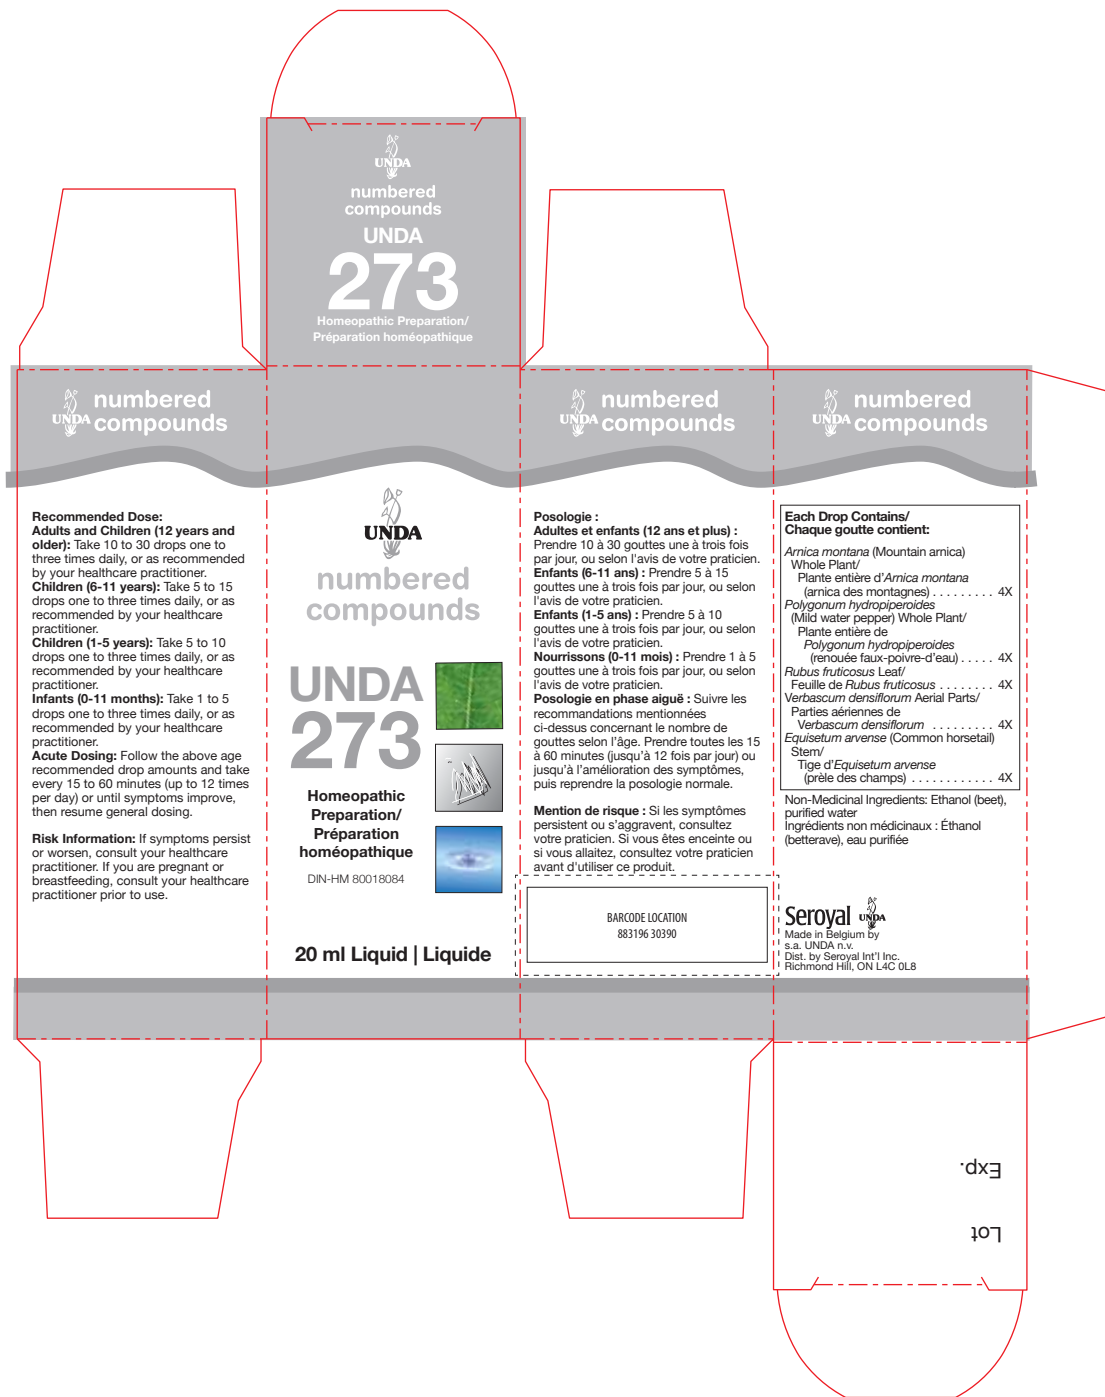 UNDA
numbered
compounds
UNDA
273
Homeopathic Preparation/
Préparation homéopathique
UNDA
numbered
compounds
UNDA
numbered
compounds
UNDA
numbered
compounds
Recommended Dose:
Adults and Children (12 years and
older): Take 10 to 30 drops one to
three times daily, or as recommended
by your healthcare practitioner.
Children (6-11 years): Take 5 to 15
drops one to three times daily, or as
recommended by your healthcare
practitioner.
Children (1-5 years): Take 5 to 10
drops one to three times daily, or as
recommended by your healthcare
practitioner.
Infants (0-11 months): Take 1 to 5
drops one to three times daily, or as
recommended by your healthcare
practitioner.
Acute Dosing: Follow the above age
recommended drop amounts and take
every 15 to 60 minutes (up to 12 times
per day) or until symptoms improve,
then resume general dosing.
Risk Information: If symptoms persist
or worsen, consult your healthcare
practitioner. If you are pregnant or
breastfeeding, consult your healthcare
practitioner prior to use.
UNDA
numbered
compounds
UNDA
273
Homeopathic
Preparation/
Préparation
homéopathique
DIN-HM 80018084
20 ml Liquid | Liquide
Posologie :
Adultes et enfants (12 ans et plus) :
Prendre 10 à 30 gouttes une à trois fois
par jour, ou selon l'avis de votre praticien.
Enfants (6-11 ans) : Prendre 5 à 15
gouttes une à trois fois par jour, ou selon
l'avis de votre praticien.
Enfants (1-5 ans) : Prendre 5 à 10
gouttes une à trois fois par jour, ou selon
l'avis de votre praticien.
Nourrissons (0-11 mois) : Prendre 1 à 5
gouttes une à trois fois par jour, ou selon
l'avis de votre praticien.
Posologie en phase aiguë : Suivre les
recommandations mentionnées
ci-dessus concernant le nombre de
gouttes selon l'âge. Prendre toutes les 15
à 60 minutes (jusqu'à 12 fois par jour) ou
jusqu'à l'amélioration des symptômes,
puis reprendre la posologie normale.
Mention de risque : Si les symptômes
persistent ou s'aggravent, consultez
votre praticien. Si vous êtes enceinte ou
si vous allaitez, consultez votre praticien
avant d'utiliser ce produit.
BARCODE LOCATION
883196 30390
Each Drop Contains/
Chaque goutte contient:
Arnica montana (Mountain arnica)
Whole Plant/
Plante entière d'Arnica montana
(arnica des montagnes) . . . . . . . . . 4X
Polygonum hydropiperoides
(Mild water pepper) Whole Plant/
Plante entière de
Polygonum hydropiperoides
(renouée faux-poivre-d'eau) . . . . . 4X
Rubus fruticosus Leaf/
Feuille de Rubus fruticosus . . . . . . . . 4X
Verbascum densiflorum Aerial Parts/
Parties aériennes de
Verbascum densiflorum . . . . . . . . . 4X
Equisetum arvense (Common horsetail)
Stem/
Tige d'Equisetum arvense
(prèle des champs) . . . . . . . . . . . . 4X
Non-Medicinal Ingredients: Ethanol (beet),
purified water
Ingrédients non médicinaux : Éthanol
(betterave), eau purifiée
Seroyal UNDA
Made in Belgium by
s.a. UNDA n.v.
Dist. by Seroyal Int'l Inc.
Richmond Hill, ON L4C 0L8
Exp.
Lot